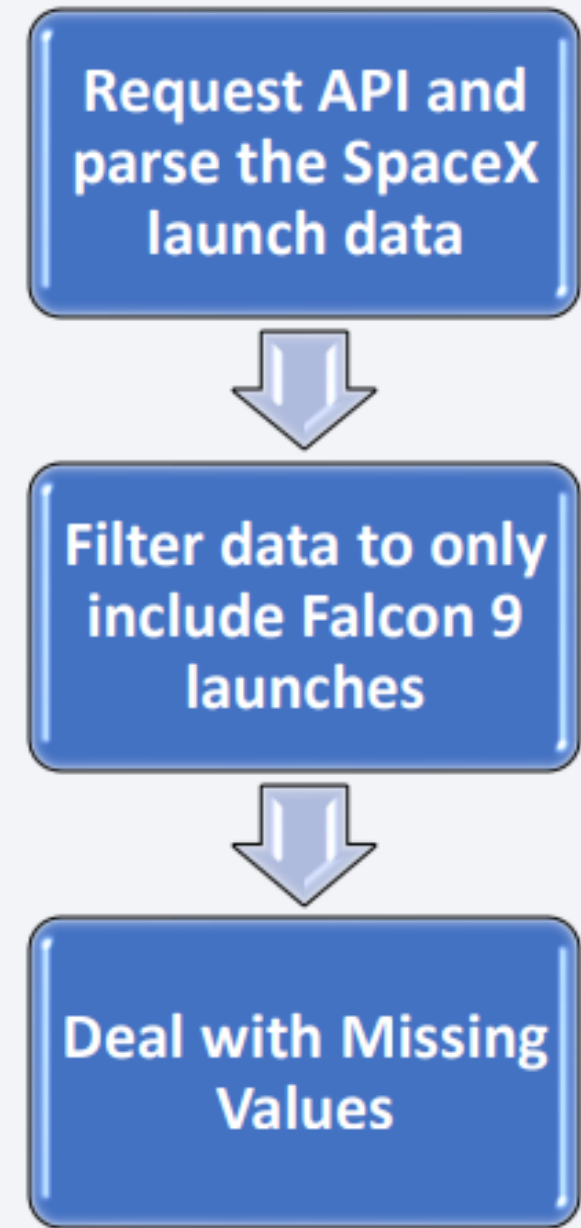 Request API and
parse the SpaceX
launch data
Filter data to only
include Falcon 9
launches
Deal with Missing
Values